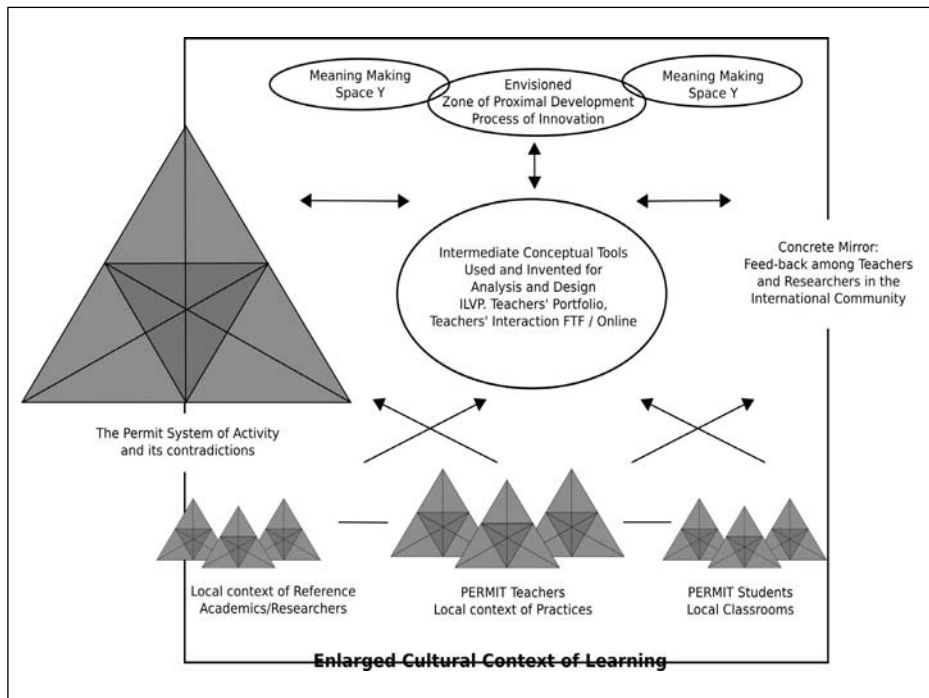 Meaning Making
Space Y
Envisioned
Zone of Proximal Development
Process of Innovation
Meaning Making
Space Y
Intermediate Conceptual Tools
Used and Invented for
Analysis and Design
ILVP. Teachers' Portfolio,
Teachers' Interaction FTF / Online
Concrete Mirror:
Feed-back among Teachers
and Researchers in the
International Community
The Permit System of Activity
and its contradictions
Local context of Reference
Academics/Researchers
PERMIT Teachers
Local context of Practices
PERMIT Students
Local Classrooms
Enlarged Cultural Context of Learning